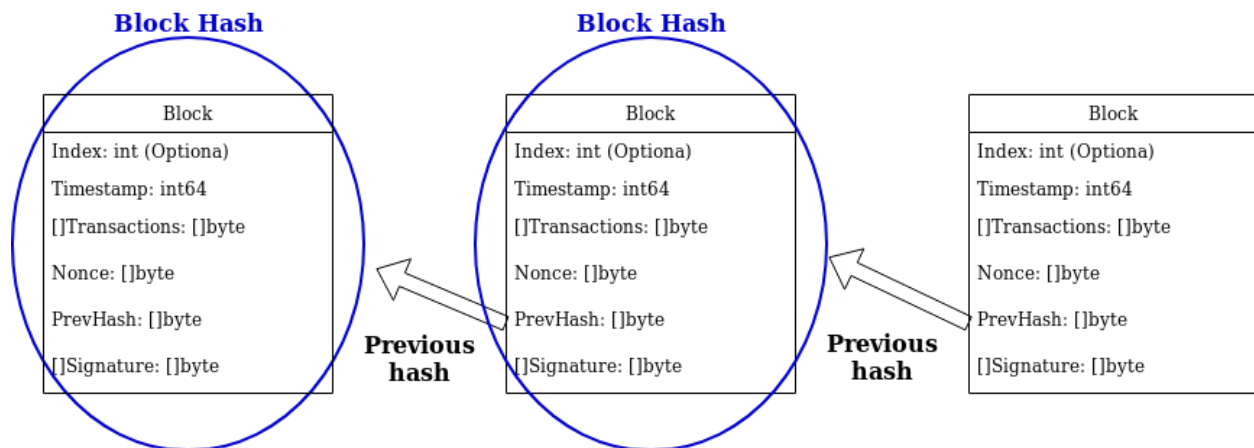 Block Hash
Block
Index: int (Optiona)
Timestamp: int64
[]Transactions: []byte
Nonce: []byte
PrevHash: []byte
[]Signature: []byte
Previous
hash
Block Hash
Block
Index: int (Optiona)
Timestamp: int64
[]Transactions: []byte
Nonce: []byte
PrevHash: []byte
[]Signature: []byte
Previous
hash
Block
Index: int (Optiona)
Timestamp: int64
[]Transactions: []byte
Nonce: []byte
PrevHash: []byte
[]Signature: []byte